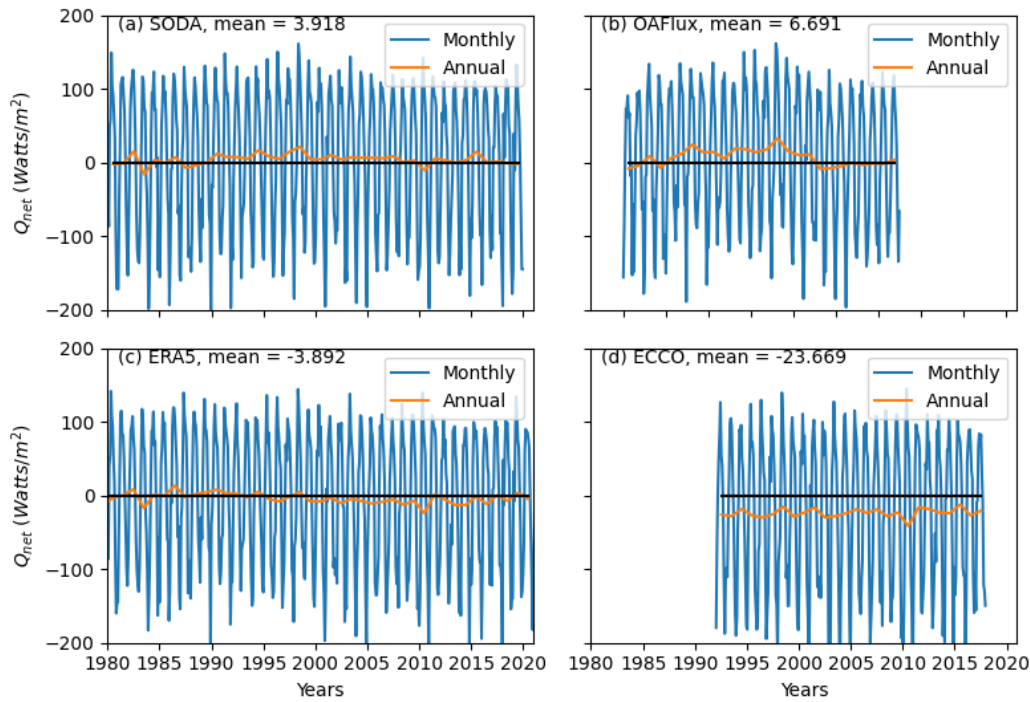 (a) SODA, mean = 3.918
Monthly
Annual
200
100
0
−100
−200
Q_net (Watts/m²)
(b) OAFlux, mean = 6.691
Monthly
Annual
(c) ERA5, mean = -3.892
Monthly
Annual
200
100
0
−100
−200
Q_net (Watts/m²)
1980 1985 1990 1995 2000 2005 2010 2015 2020
Years
(d) ECCO, mean = -23.669
Monthly
Annual
1980 1985 1990 1995 2000 2005 2010 2015 2020
Years